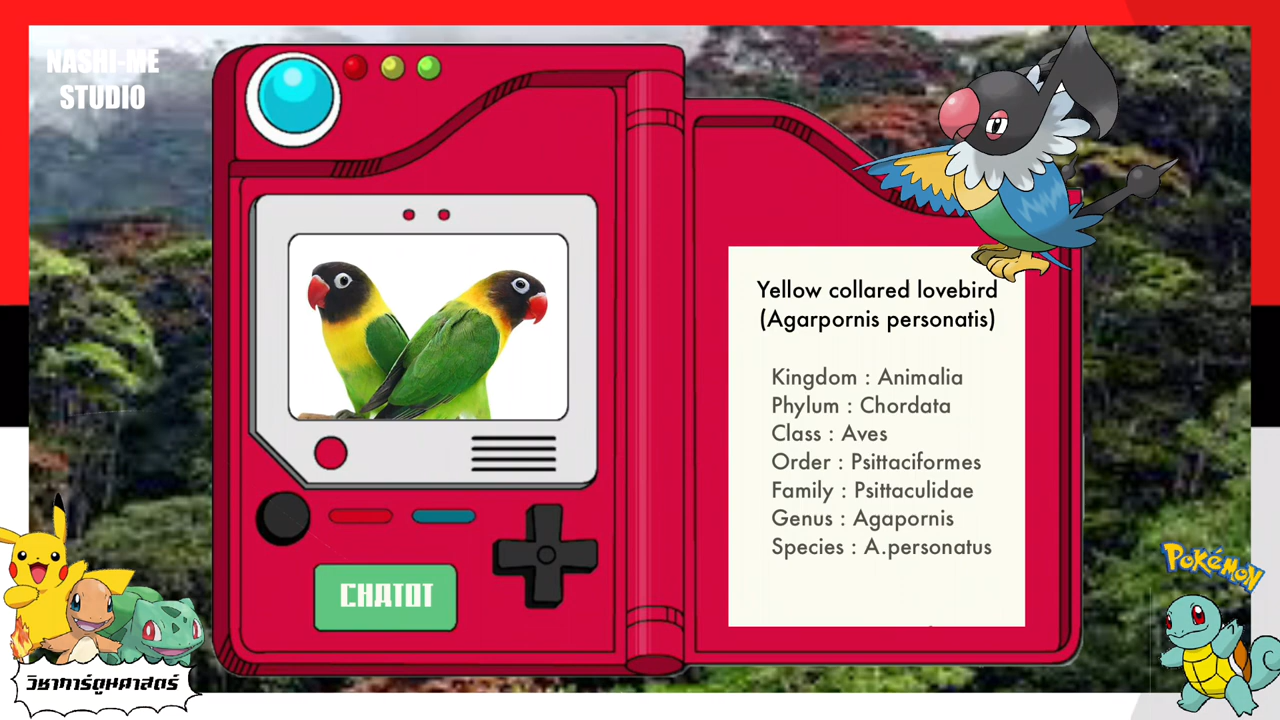 NASHI-ME
STUDIO
Yellow collared lovebird
(Agarpornis personatis)
Kingdom : Animalia
Phylum : Chordata
Class : Aves
Order : Psittaciformes
Family : Psittaculidae
Genus : Agapornis
Species : A.personatus
CHATOT
POKéMON
วิชาการ์ตูนศาสตร์